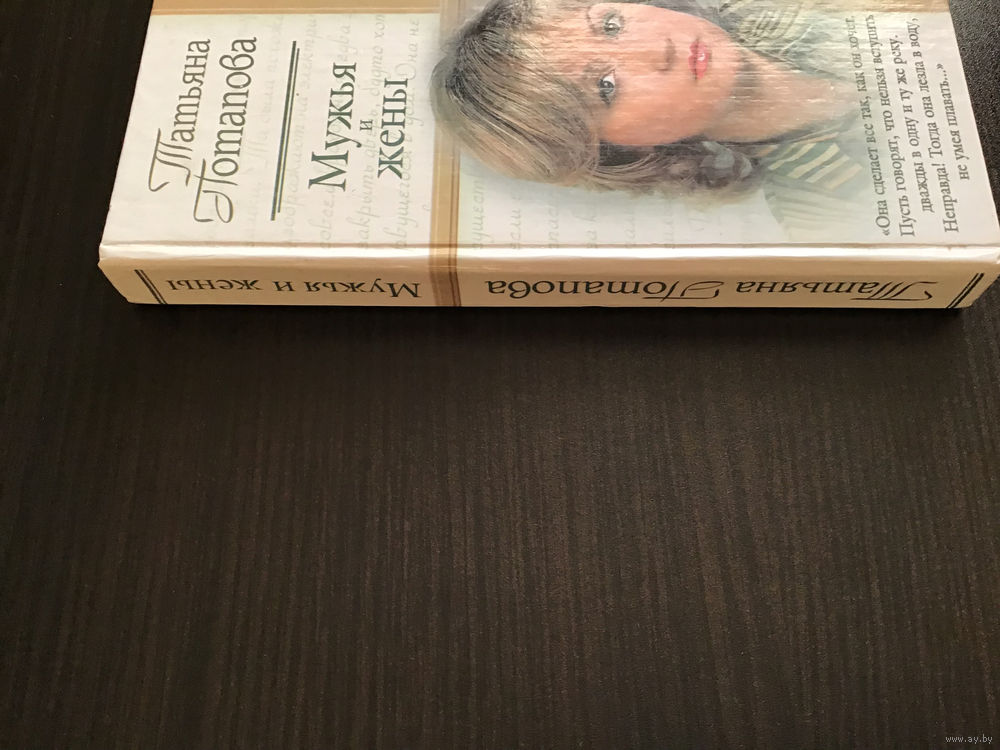 Татьяна
Потапова
Мужья
и
жены
«Она сделает все так, как он хочет.
Пусть говорят, что нельзя вступить
дважды в одну и ту же реку.
Неправда! Тогда она лезла в воду,
не умея плавать...»
Татьяна Потапова Мужья и жены
www.ay.by